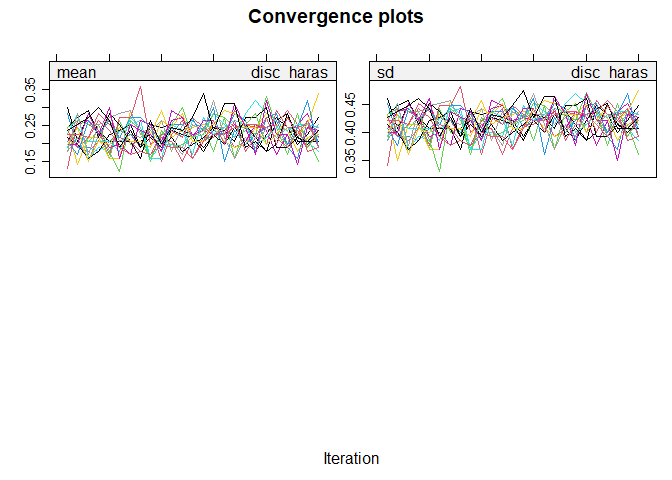 Convergence plots
mean disc_haras
sd disc_haras
0.15 0.25 0.35
0.35 0.40 0.45
Iteration